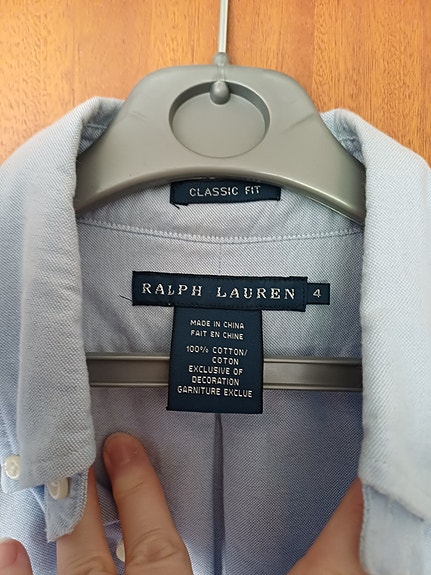 CLASSIC FIT
RALPH LAUREN 4
MADE IN CHINA
FAIT EN CHINE
100% COTTON/
COTON
EXCLUSIVE OF
DECORATION
GARNITURE EXCLUE